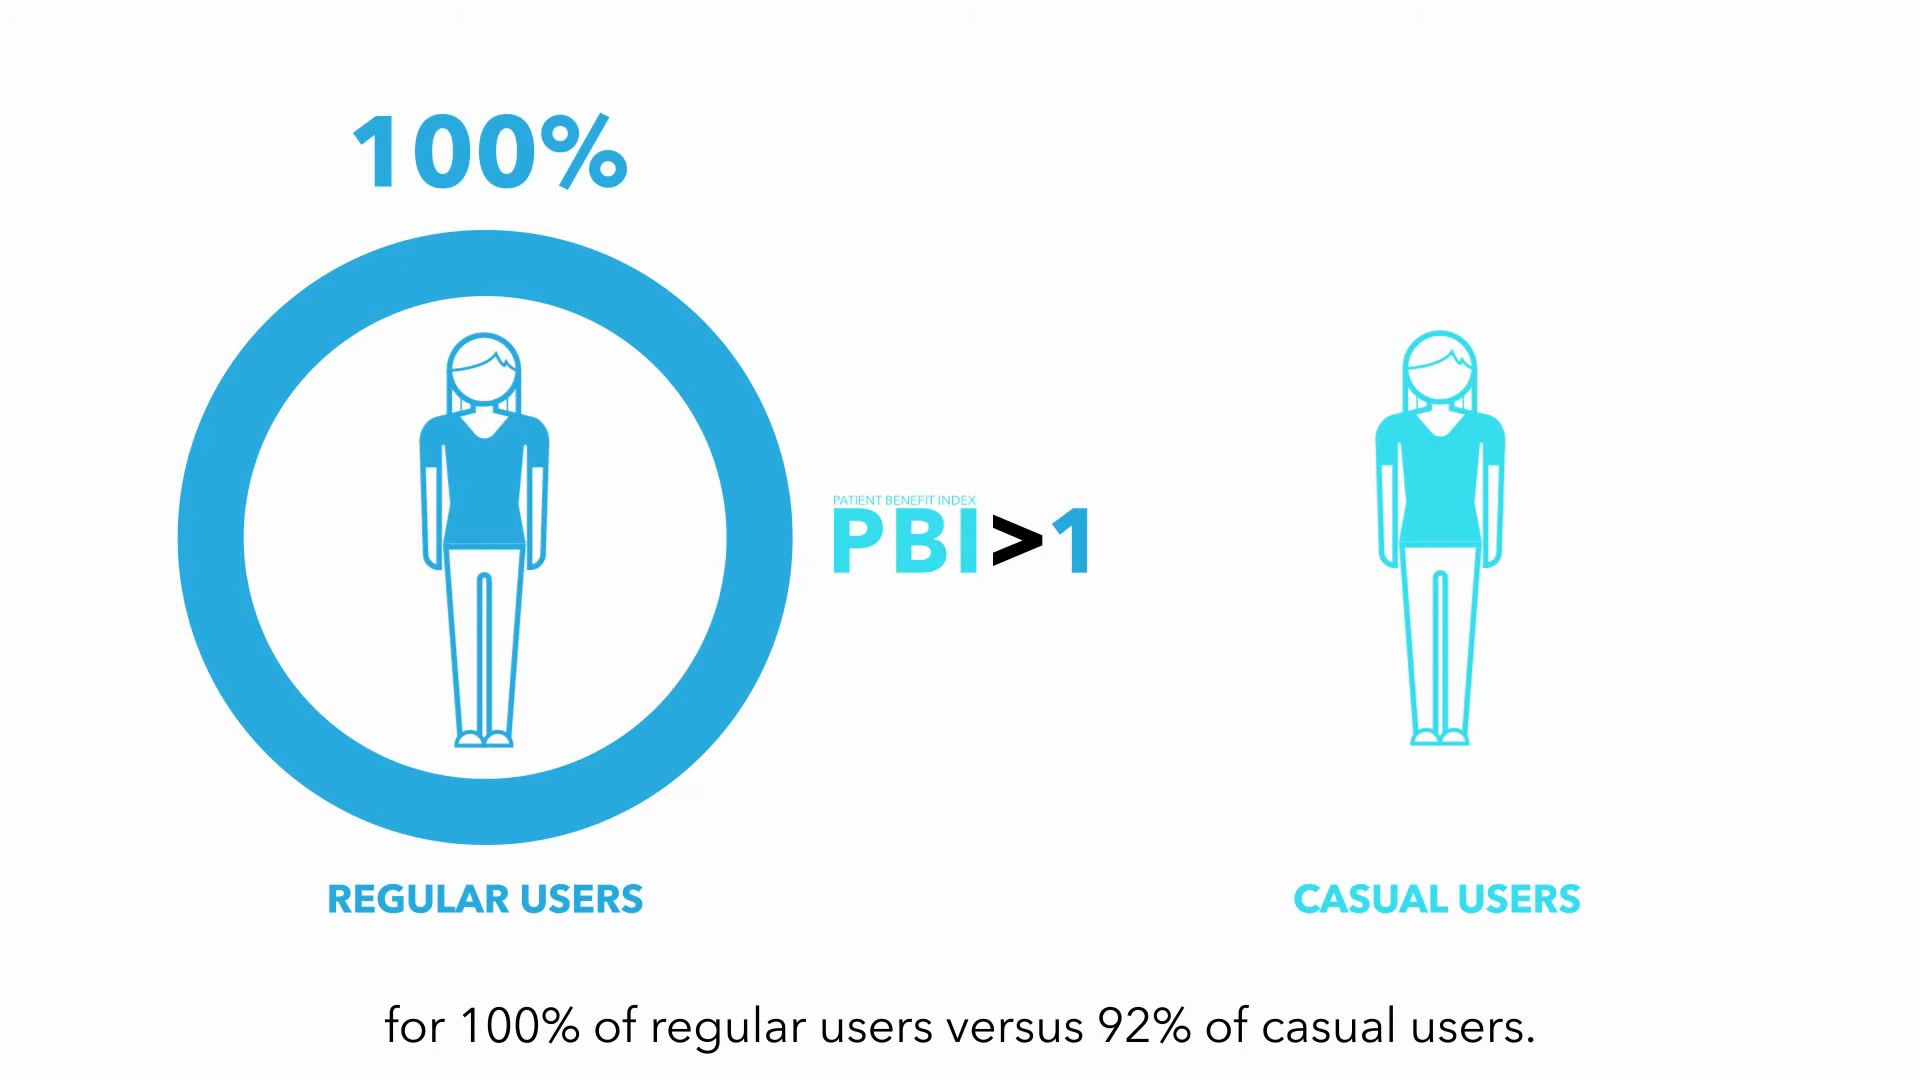 100%
PATIENT BENEFIT INDEX
PBI>1
REGULAR USERS
CASUAL USERS
for 100% of regular users versus 92% of casual users.